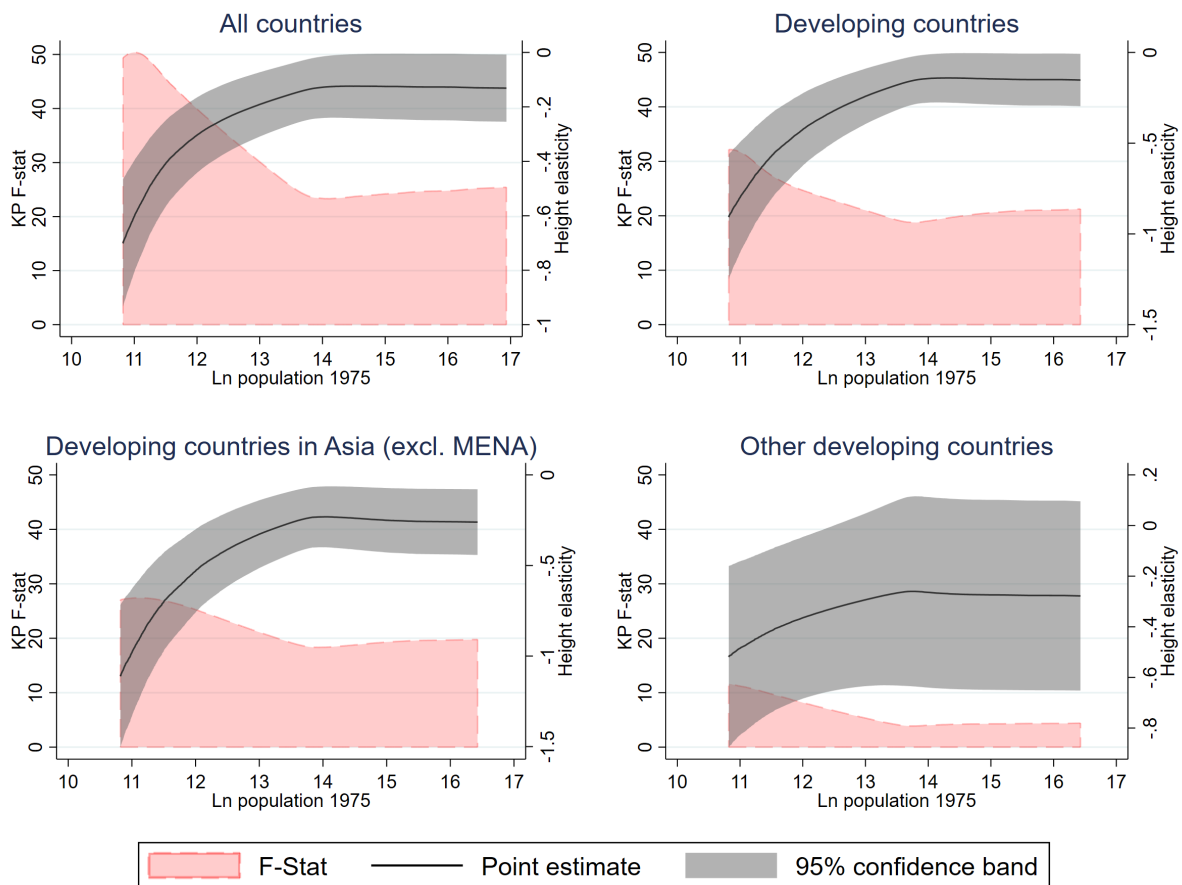 All countries
Developing countries
50
40
30
20
10
0
KP F-stat
0
-.2
-.4
-.6
-.8
-1
Height elasticity
10 11 12 13 14 15 16 17
Ln population 1975
50
40
30
20
10
0
KP F-stat
0
-.5
-1
-1.5
Height elasticity
10 11 12 13 14 15 16 17
Ln population 1975
Developing countries in Asia (excl. MENA)
Other developing countries
50
40
30
20
10
0
KP F-stat
0
-.5
-1
-1.5
Height elasticity
10 11 12 13 14 15 16 17
Ln population 1975
50
40
30
20
10
0
KP F-stat
.2
0
-.2
-.4
-.6
-.8
Height elasticity
10 11 12 13 14 15 16 17
Ln population 1975
F-Stat Point estimate 95% confidence band